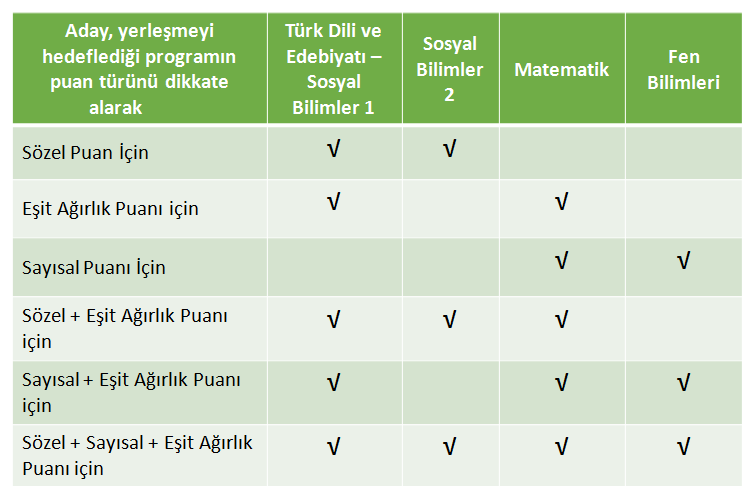 Aday, yerleşmeyi
hedeflediği programın
puan türünü dikkate
alarak
Türk Dili ve
Edebiyatı –
Sosyal
Bilimler 1
Sosyal
Bilimler
2
Matematik
Fen
Bilimleri
Sözel Puan İçin
√ √
Eşit Ağırlık Puanı için
√ √
Sayısal Puanı İçin
√ √
Sözel + Eşit Ağırlık Puanı
için
√ √ √
Sayısal + Eşit Ağırlık Puanı
için
√ √ √
Sözel + Sayısal + Eşit Ağırlık
Puanı için
√ √ √ √